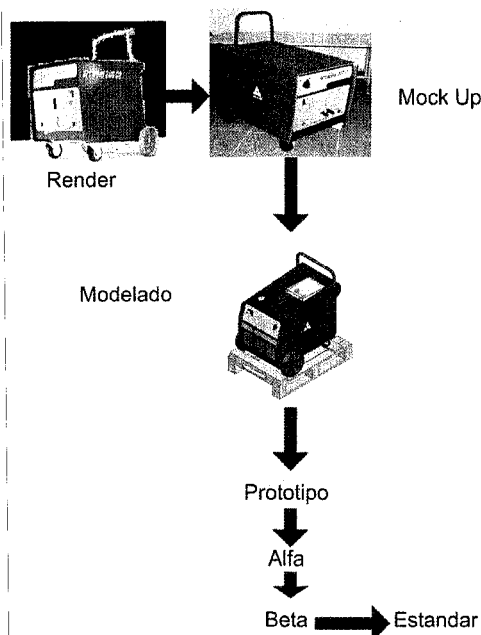 Mock Up
Render
Modelado
Prototipo
Alfa
Beta
Estandar